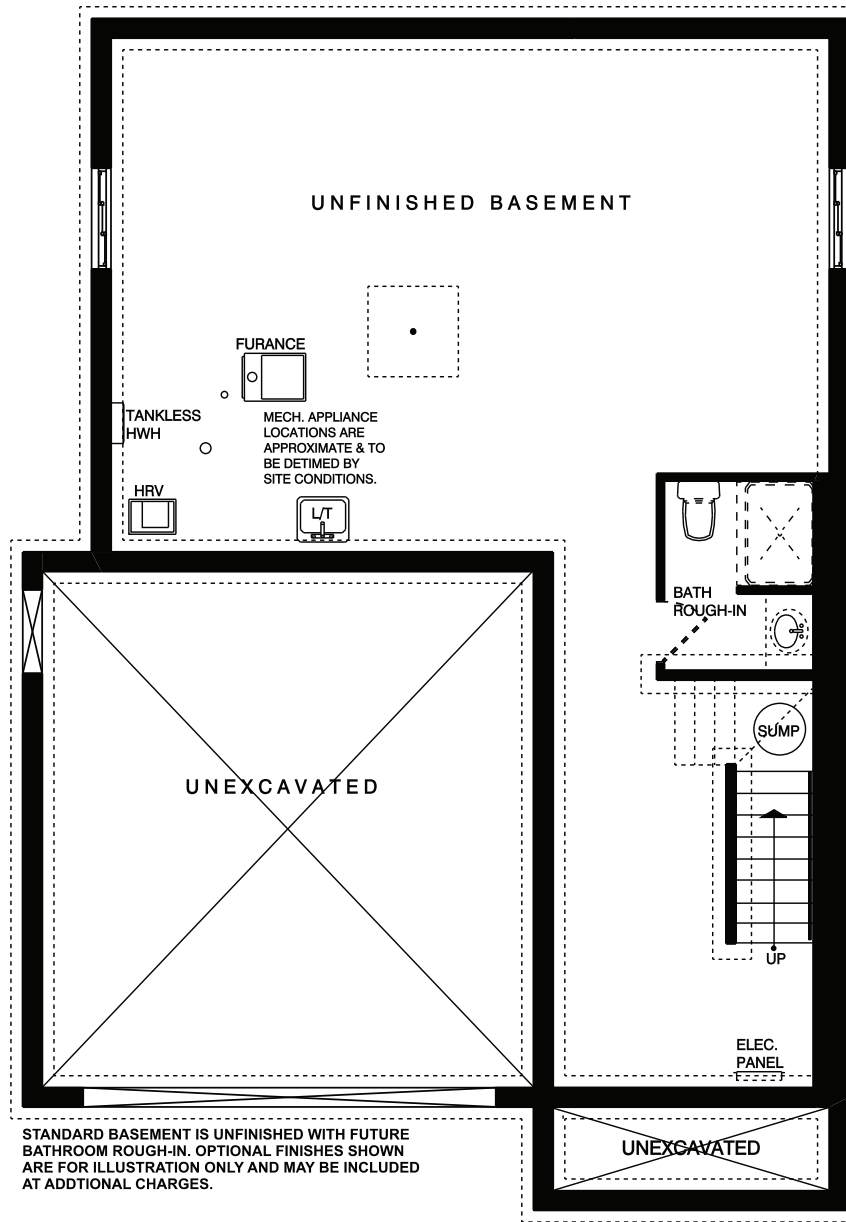 UNFINISHED BASEMENT
FURANCE
TANKLESS
HWH
MECH. APPLIANCE
LOCATIONS ARE
APPROXIMATE & TO
BE DETIMED BY
SITE CONDITIONS.
HRV
L/T
BATH
ROUGH-IN
SUMP
UNEXCAVATED
UP
ELEC.
PANEL
STANDARD BASEMENT IS UNFINISHED WITH FUTURE
BATHROOM ROUGH-IN. OPTIONAL FINISHES SHOWN
ARE FOR ILLUSTRATION ONLY AND MAY BE INCLUDED
AT ADDTIONAL CHARGES.
UNEXCAVATED